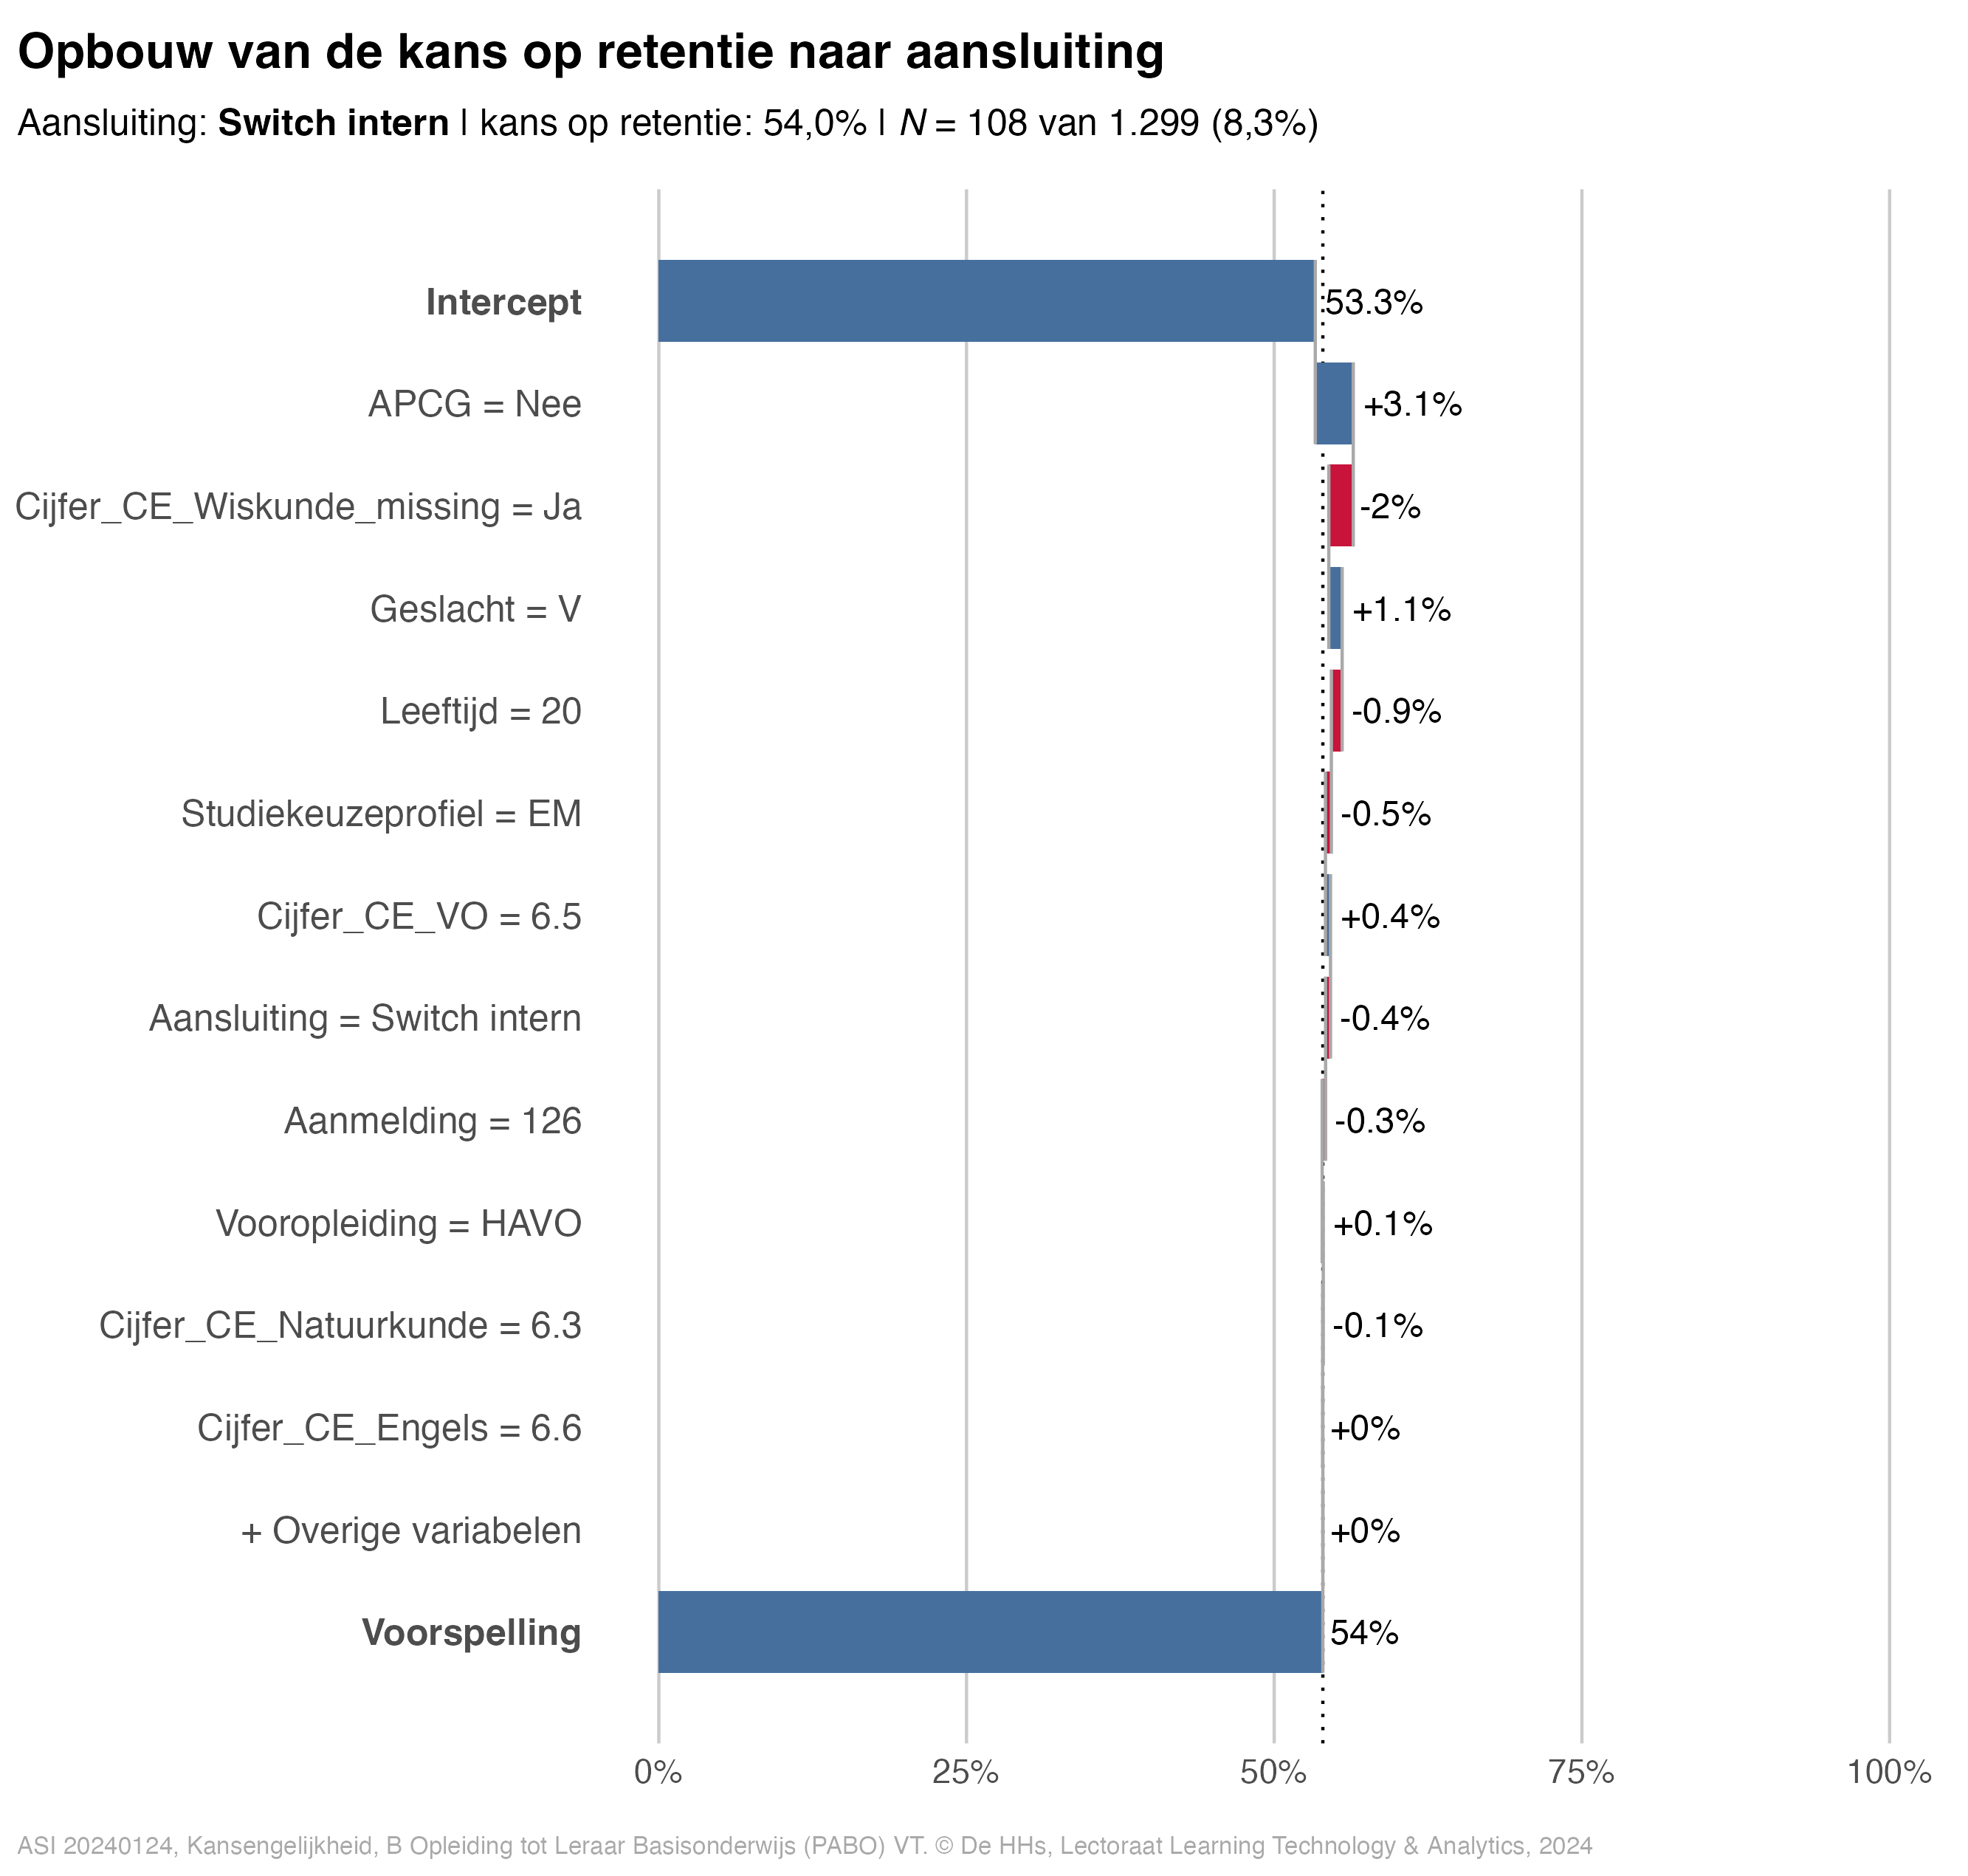 Opbouw van de kans op retentie naar aansluiting
Aansluiting: Switch intern | kans op retentie: 54,0% | N = 108 van 1.299 (8,3%)
Intercept 53.3%
APCG = Nee +3.1%
Cijfer_CE_Wiskunde_missing = Ja -2%
Geslacht = V +1.1%
Leeftijd = 20 -0.9%
Studiekeuzeprofiel = EM -0.5%
Cijfer_CE_VO = 6.5 +0.4%
Aansluiting = Switch intern -0.4%
Aanmelding = 126 -0.3%
Vooropleiding = HAVO +0.1%
Cijfer_CE_Natuurkunde = 6.3 -0.1%
Cijfer_CE_Engels = 6.6 +0%
+ Overige variabelen +0%
Voorspelling 54%
0% 25% 50% 75% 100%
ASI 20240124, Kansengelijkheid, B Opleiding tot Leraar Basisonderwijs (PABO) VT. © De HHs, Lectoraat Learning Technology & Analytics, 2024